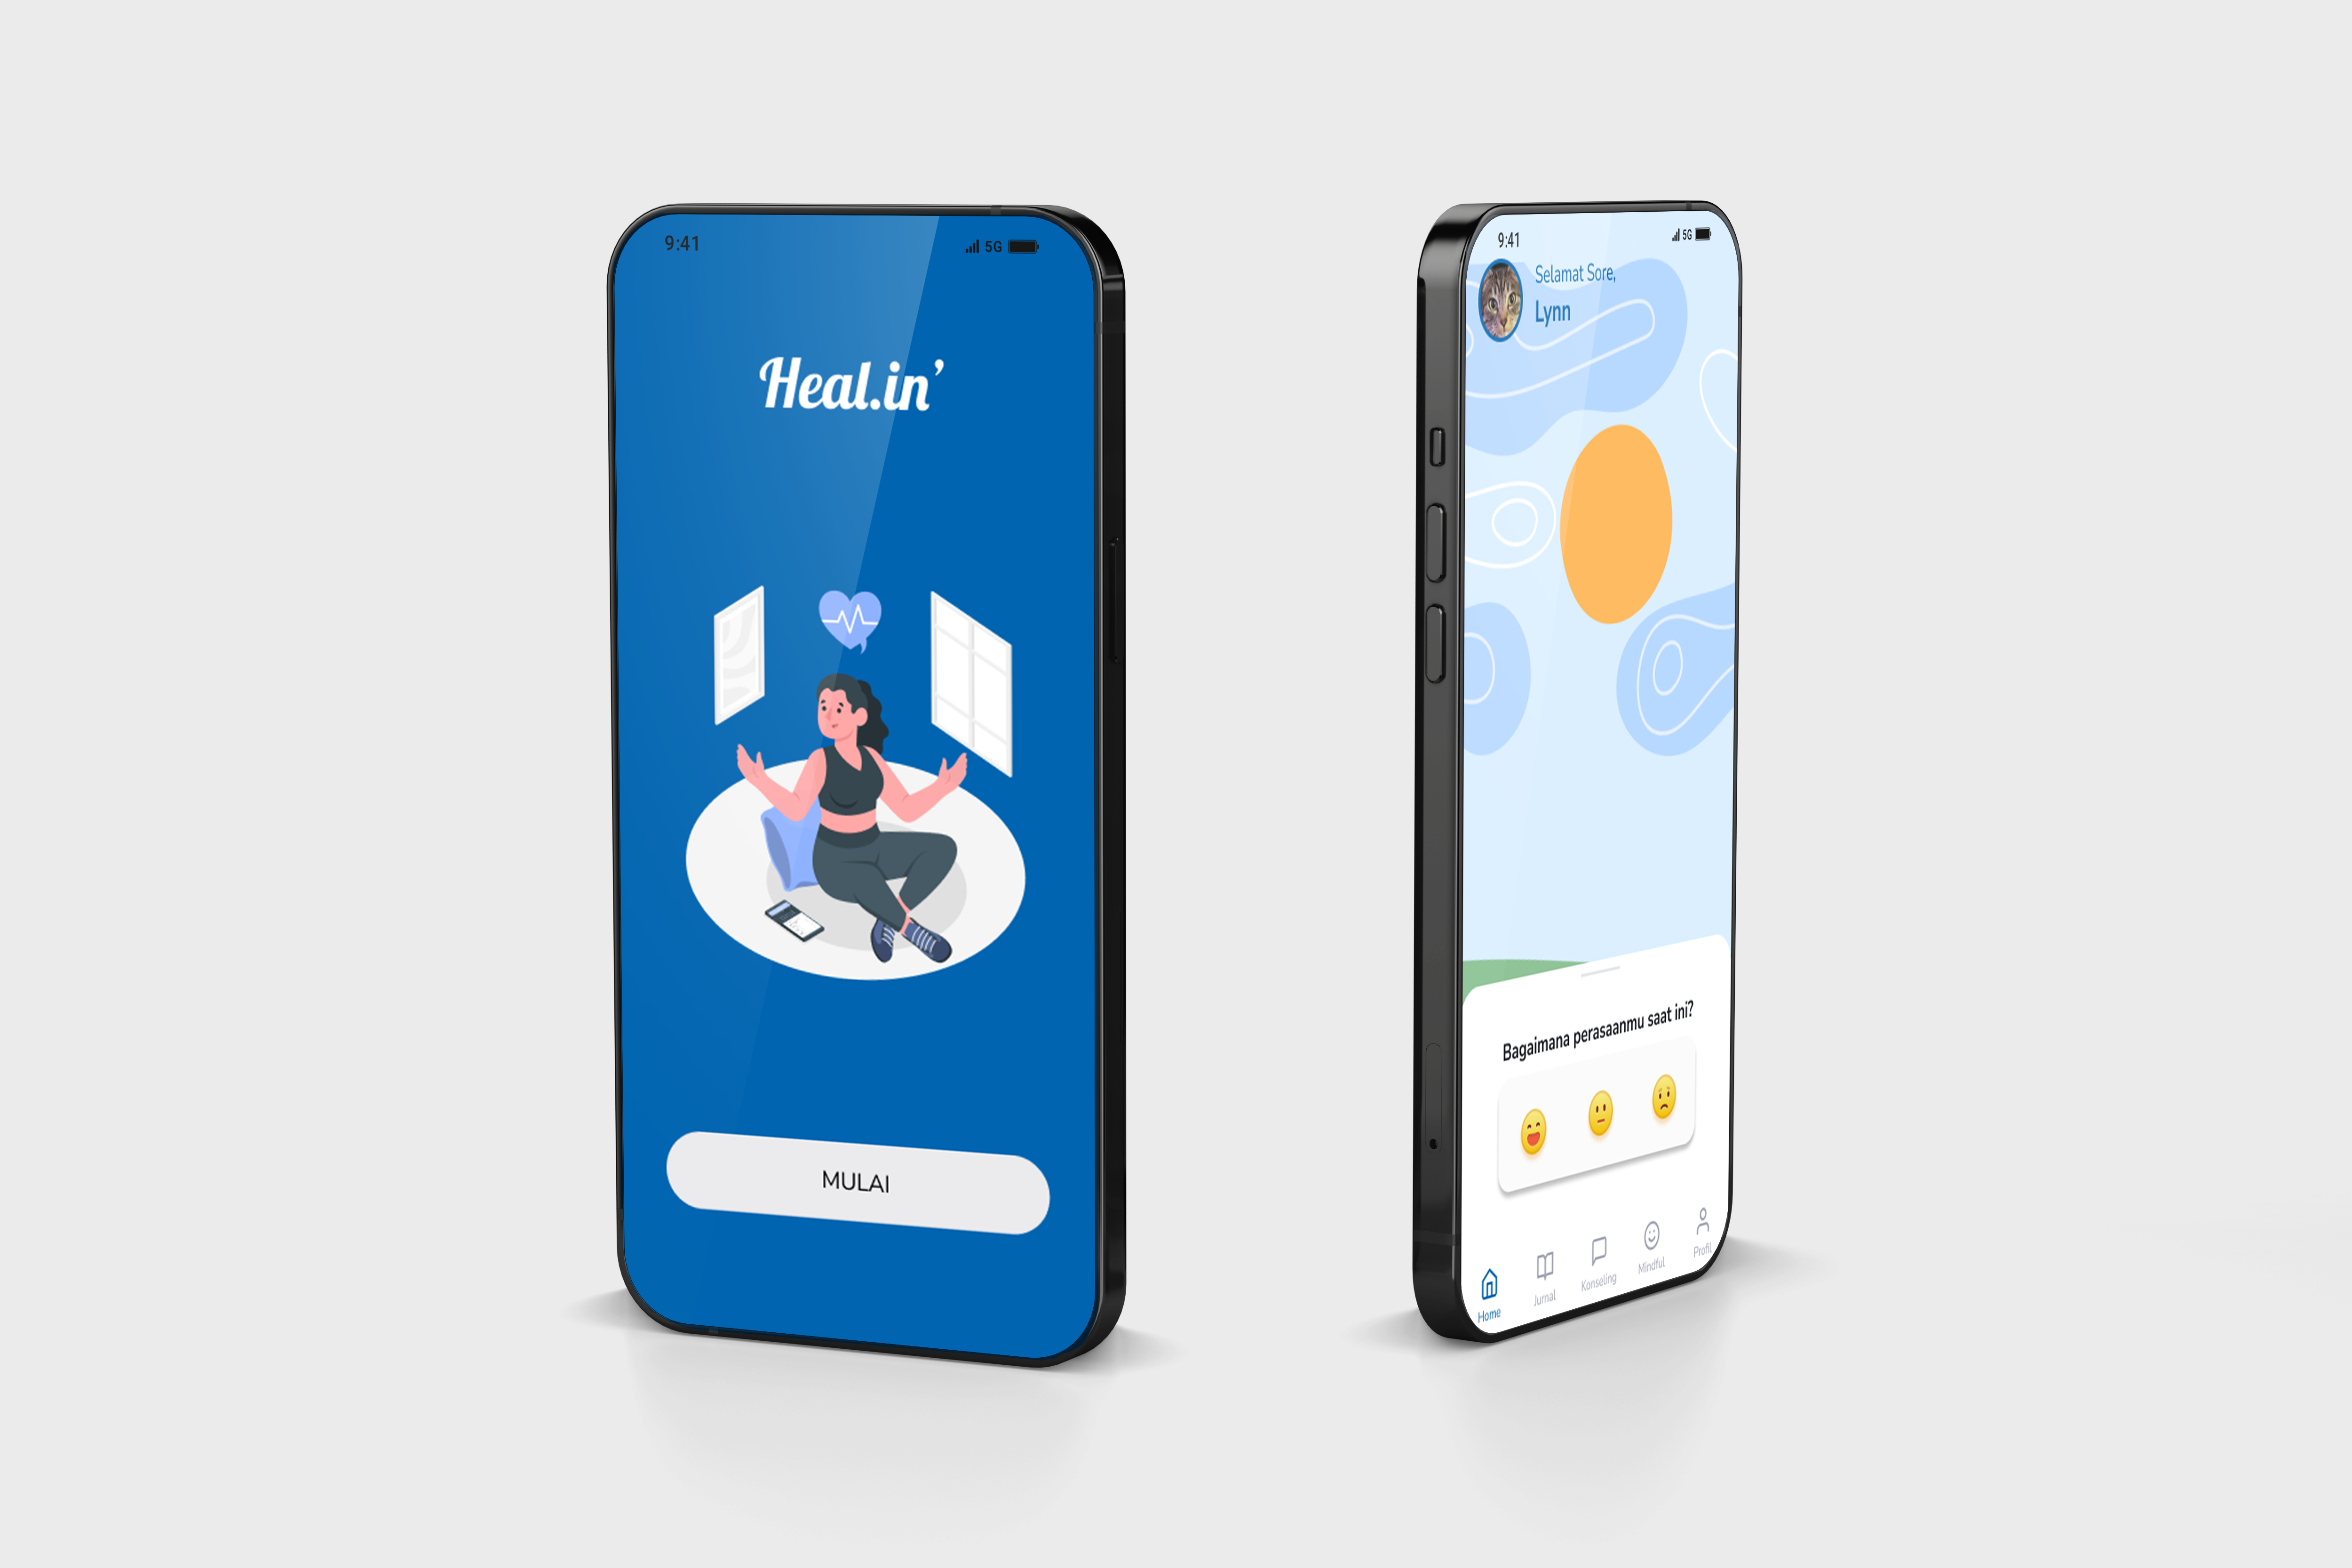 9:41
5G
Heal.in’
MULAI
9:41
5G
Selamat Sore,
Lynn
Bagaimana perasaanmu saat ini?
Home
Jurnal
Konseling
Mindful
Profil